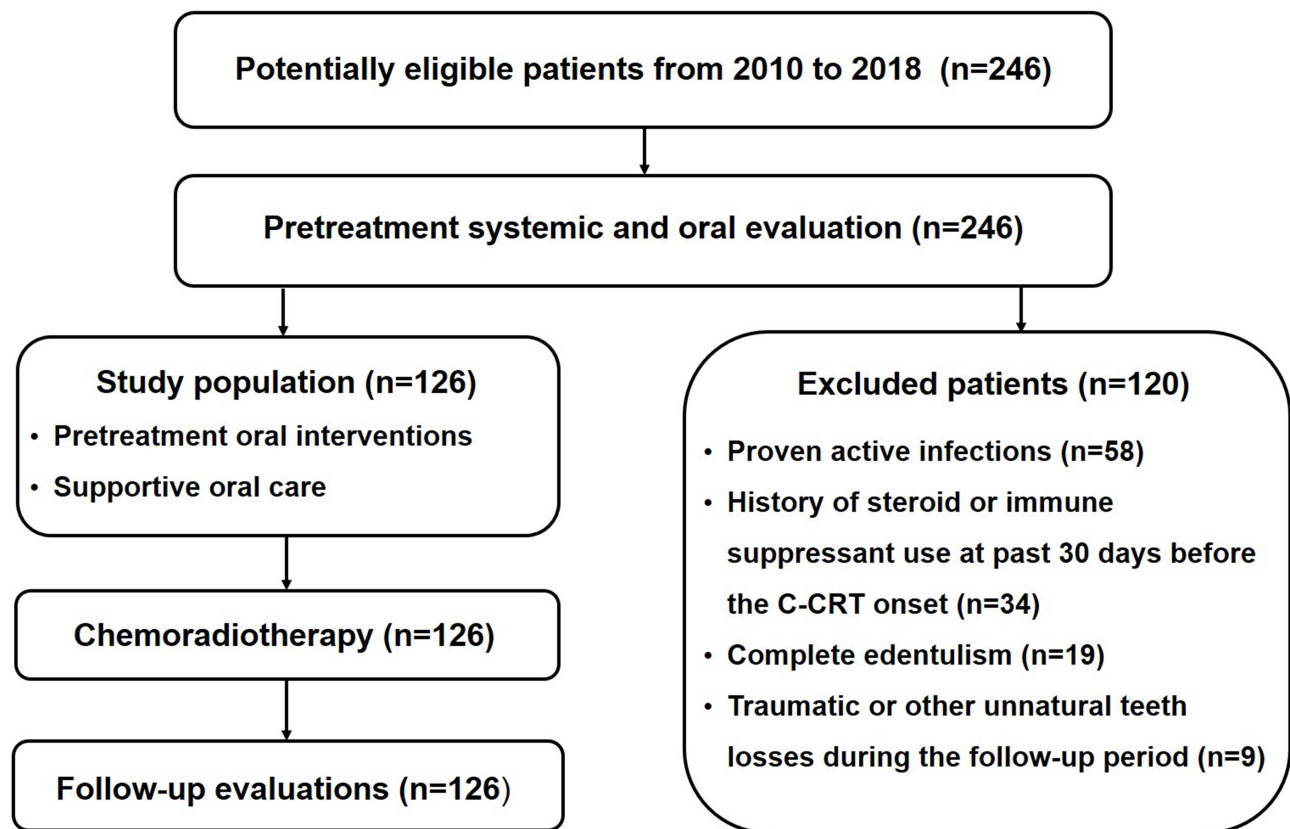 Potentially eligible patients from 2010 to 2018 (n=246)
Pretreatment systemic and oral evaluation (n=246)
Study population (n=126)
• Pretreatment oral interventions
• Supportive oral care
Chemoradiotherapy (n=126)
Follow-up evaluations (n=126)
Excluded patients (n=120)
• Proven active infections (n=58)
• History of steroid or immune
suppressant use at past 30 days before
the C-CRT onset (n=34)
• Complete edentulism (n=19)
• Traumatic or other unnatural teeth
losses during the follow-up period (n=9)